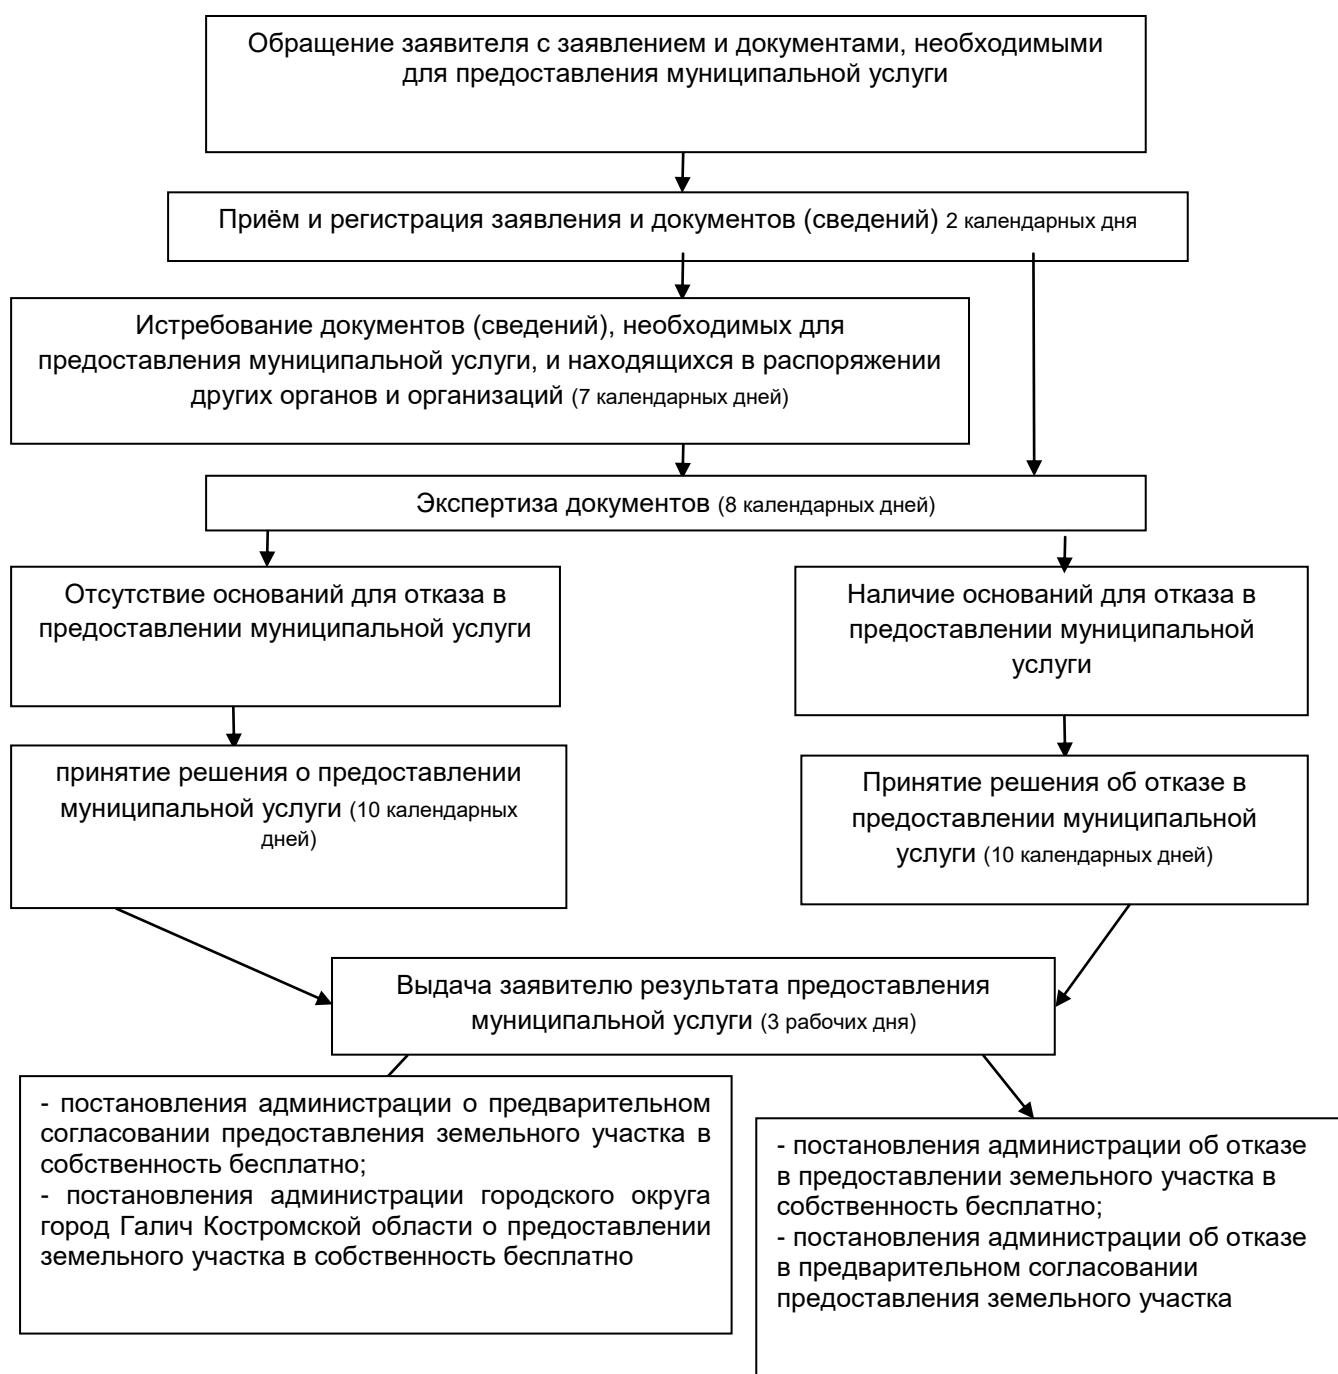 Обращение заявителя с заявлением и документами, необходимыми
для предоставления муниципальной услуги
Приём и регистрация заявления и документов (сведений) 2 календарных дня
Истребование документов (сведений), необходимых для
предоставления муниципальной услуги, и находящихся в распоряжении
других органов и организаций (7 календарных дней)
Экспертиза документов (8 календарных дней)
Отсутствие оснований для отказа в
предоставлении муниципальной услуги
Наличие оснований для отказа в
предоставлении муниципальной
услуги
принятие решения о предоставлении
муниципальной услуги (10 календарных
дней)
Принятие решения об отказе в
предоставлении муниципальной
услуги (10 календарных дней)
Выдача заявителю результата предоставления
муниципальной услуги (3 рабочих дня)
- постановления администрации о предварительном
согласовании предоставления земельного участка в
собственность бесплатно;
- постановления администрации городского округа
город Галич Костромской области о предоставлении
земельного участка в собственность бесплатно
- постановления администрации об отказе
в предоставлении земельного участка в
собственность бесплатно;
- постановления администрации об отказе
в предварительном согласовании
предоставления земельного участка